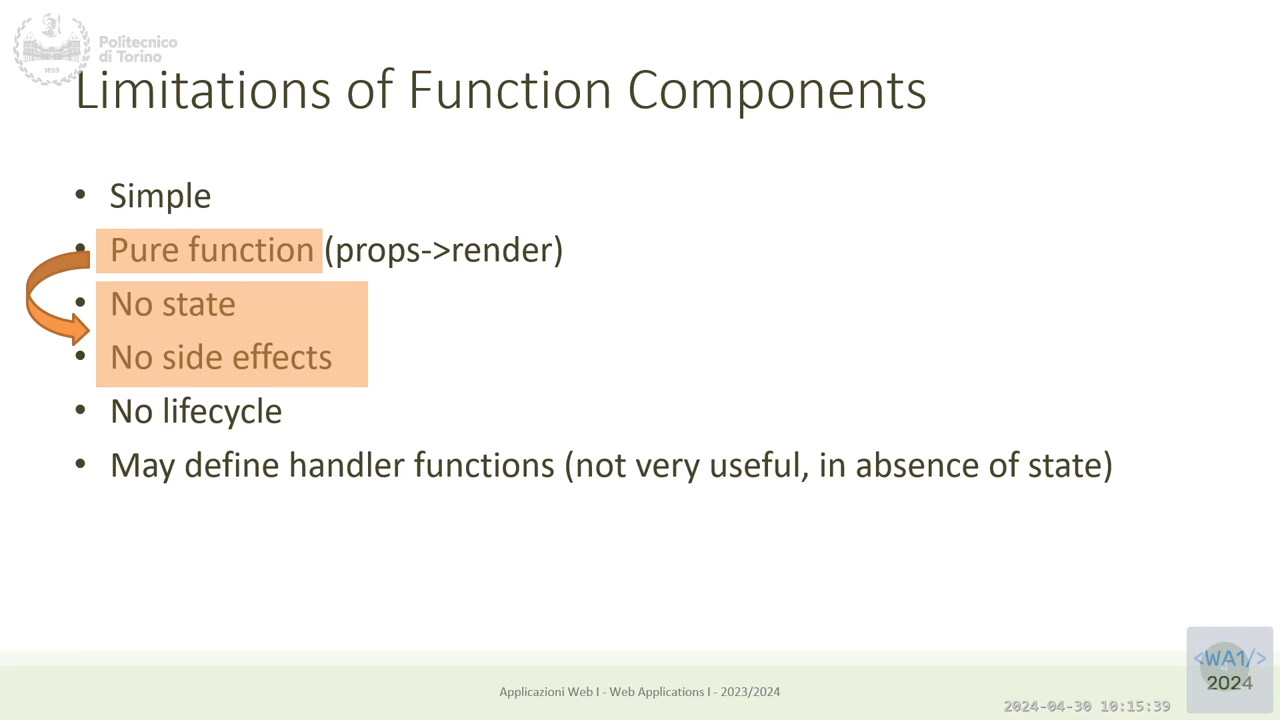 Politecnico
di Torino
1859
Limitations of Function Components
• Simple
• Pure function (props->render)
• No state
• No side effects
• No lifecycle
• May define handler functions (not very useful, in absence of state)
Applicazioni Web I - Web Applications I - 2023/2024
<WA1/>
4
2024
2024-04-30 10:15:39